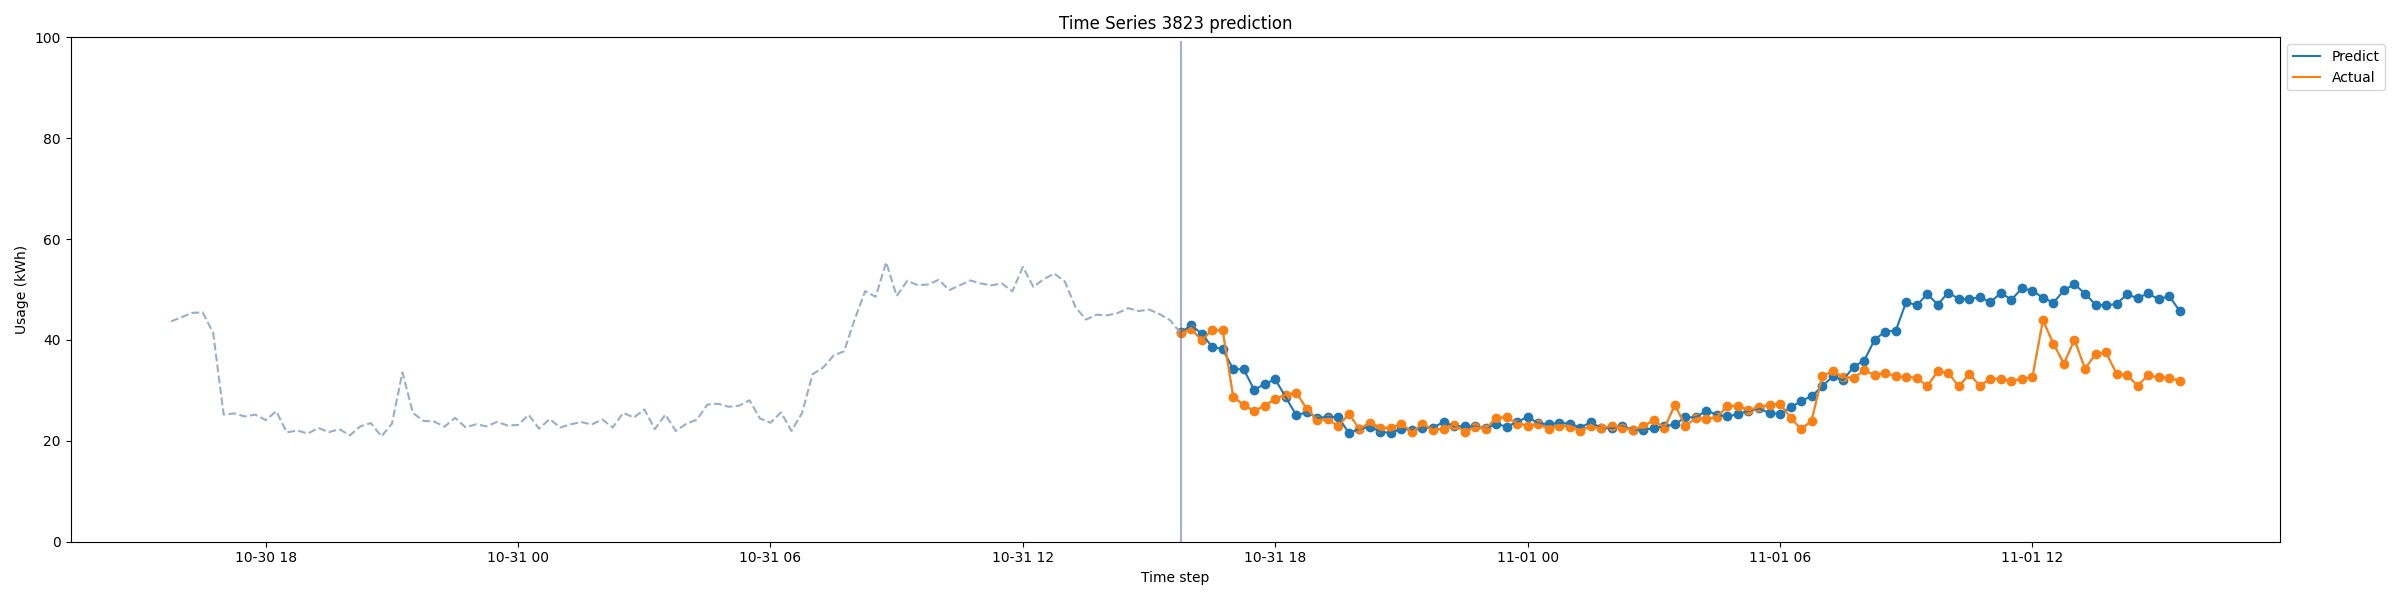 Time Series 3823 prediction
100
80
60
40
20
0
Usage (kWh)
Predict
Actual
10-30 18
10-31 00
10-31 06
10-31 12
10-31 18
11-01 00
11-01 06
11-01 12
Time step